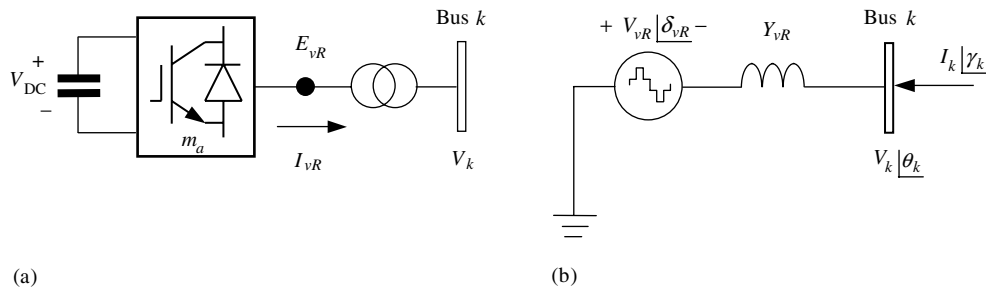 +
V_DC
−
m_a
E_vR
I_vR
Bus k
V_k
(a)
+ V_vR|δ_vR −
Y_vR
Bus k
I_k|γ_k
V_k|θ_k
(b)